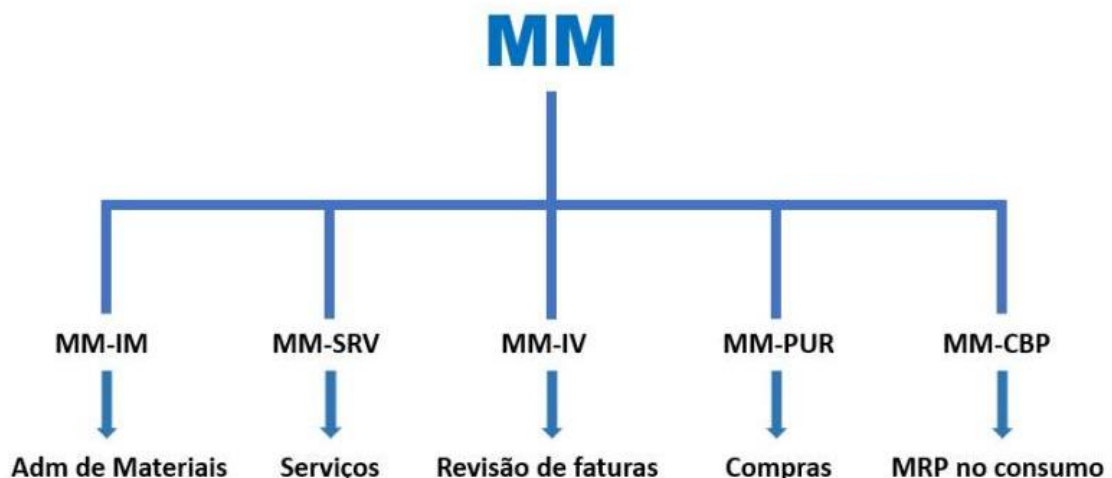 MM
MM-IM MM-SRV MM-IV MM-PUR MM-CBP
Adm de Materiais Serviços Revisão de faturas Compras MRP no consumo